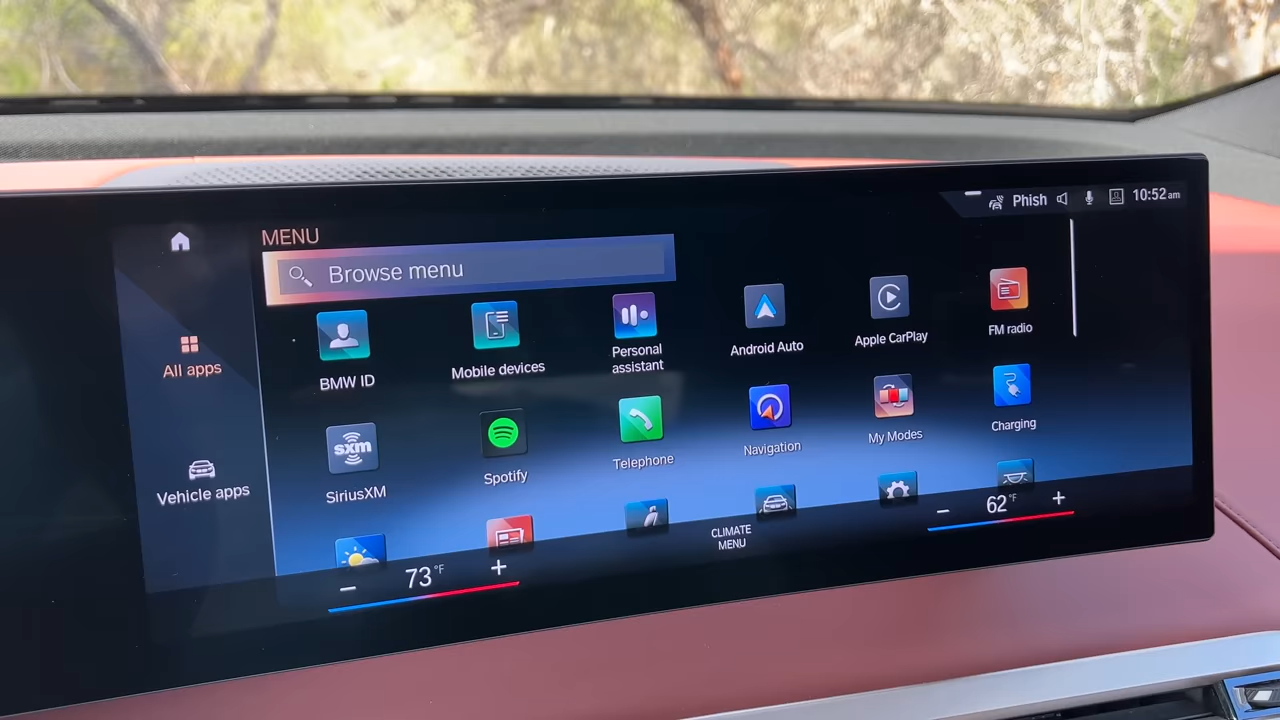 Phish 10:52 am
MENU
Browse menu
All apps
Vehicle apps
BMW ID
Mobile devices
Personal
assistant
Android Auto
Apple CarPlay
FM radio
sxm
SiriusXM
Spotify
Telephone
Navigation
My Modes
Charging
− 73°F +
CLIMATE
MENU
− 62°F +